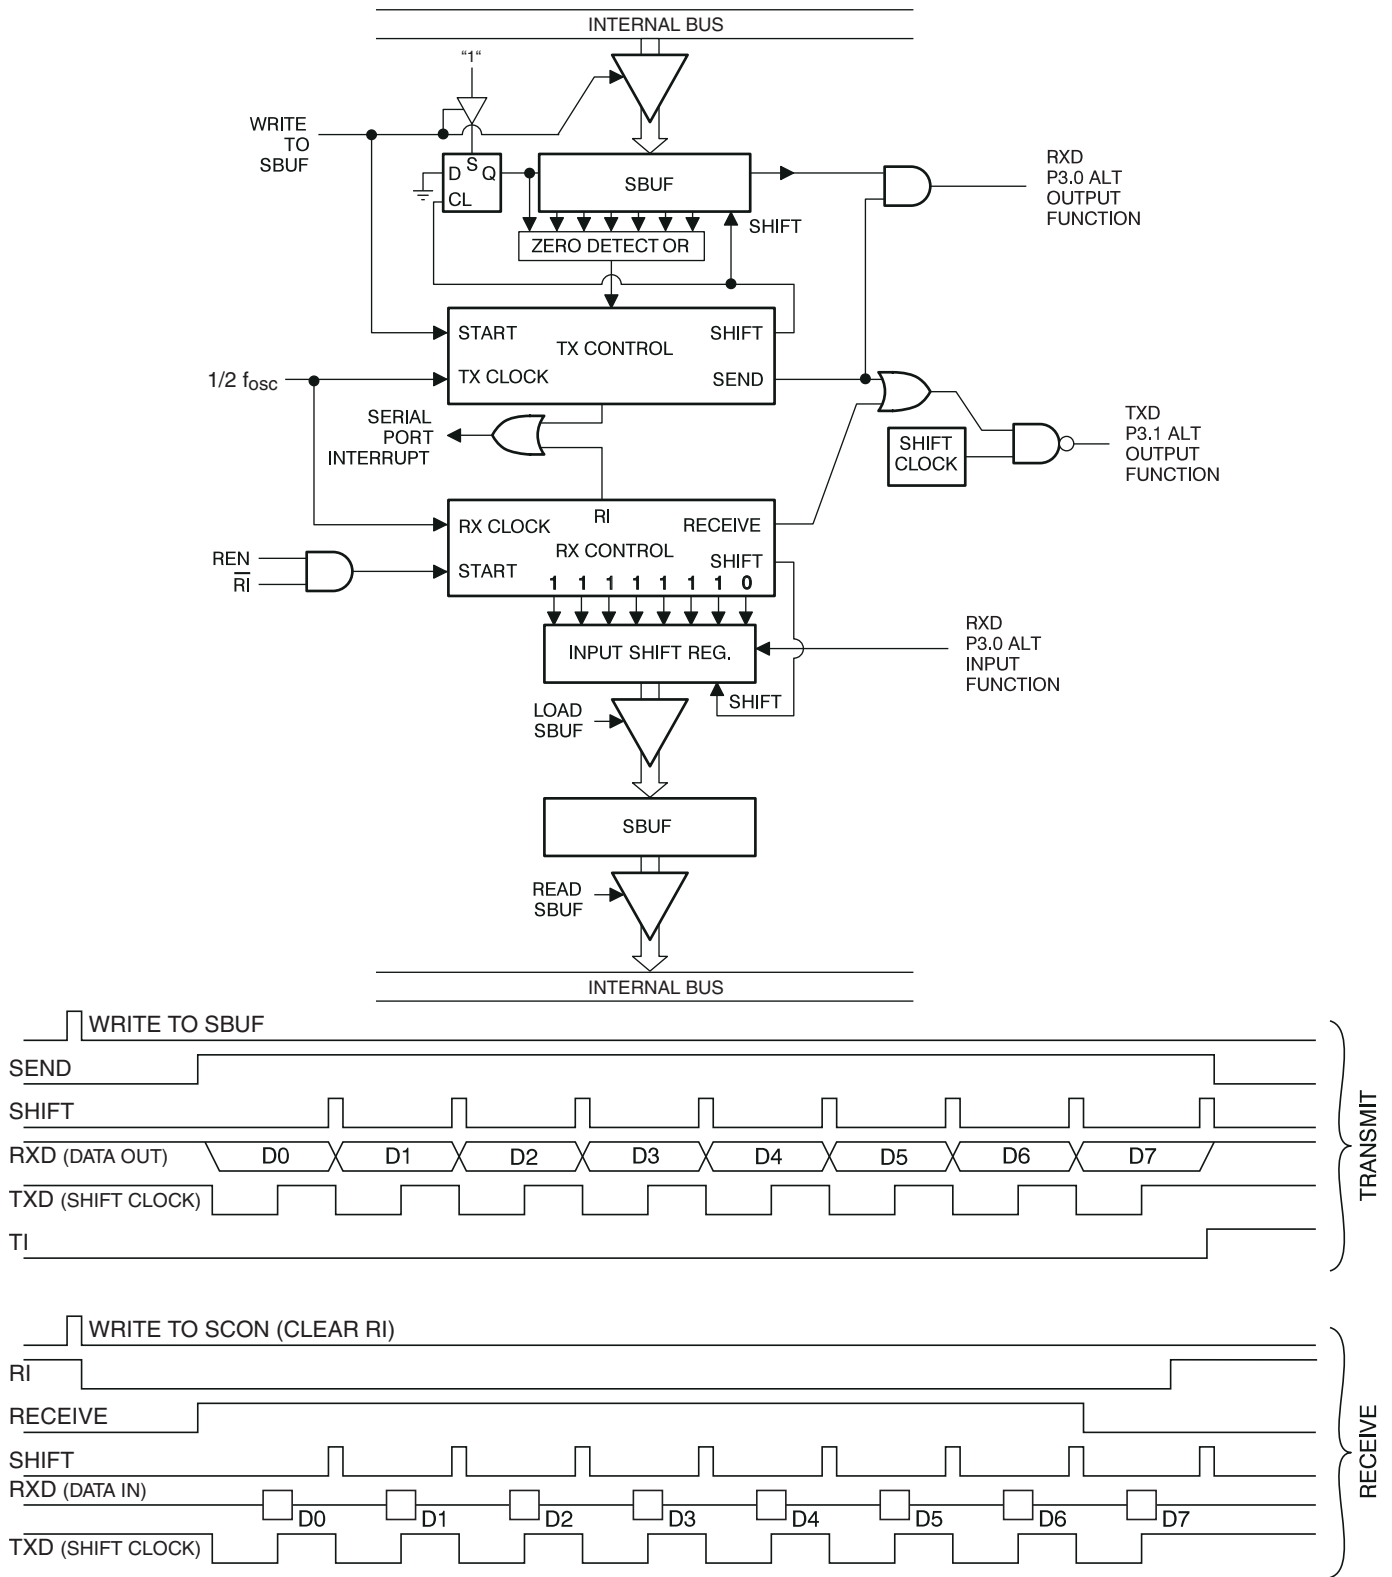 INTERNAL BUS
“1“
WRITE
TO
SBUF
S
D Q
CL
SBUF
RXD
P3.0 ALT
OUTPUT
FUNCTION
SHIFT
ZERO DETECT OR
START
SHIFT
TX CONTROL
1/2 fosc
TX CLOCK
SEND
SERIAL
PORT
INTERRUPT
SHIFT
CLOCK
TXD
P3.1 ALT
OUTPUT
FUNCTION
RI
RX CLOCK
RECEIVE
RX CONTROL
REN
RI
START
SHIFT
1 1 1 1 1 1 1 0
INPUT SHIFT REG.
RXD
P3.0 ALT
INPUT
FUNCTION
SHIFT
LOAD
SBUF
SBUF
READ
SBUF
INTERNAL BUS
WRITE TO SBUF
SEND
SHIFT
RXD (DATA OUT) D0 D1 D2 D3 D4 D5 D6 D7
TXD (SHIFT CLOCK)
TI
TRANSMIT
WRITE TO SCON (CLEAR RI)
RI
RECEIVE
SHIFT
RXD (DATA IN) D0 D1 D2 D3 D4 D5 D6 D7
TXD (SHIFT CLOCK)
RECEIVE